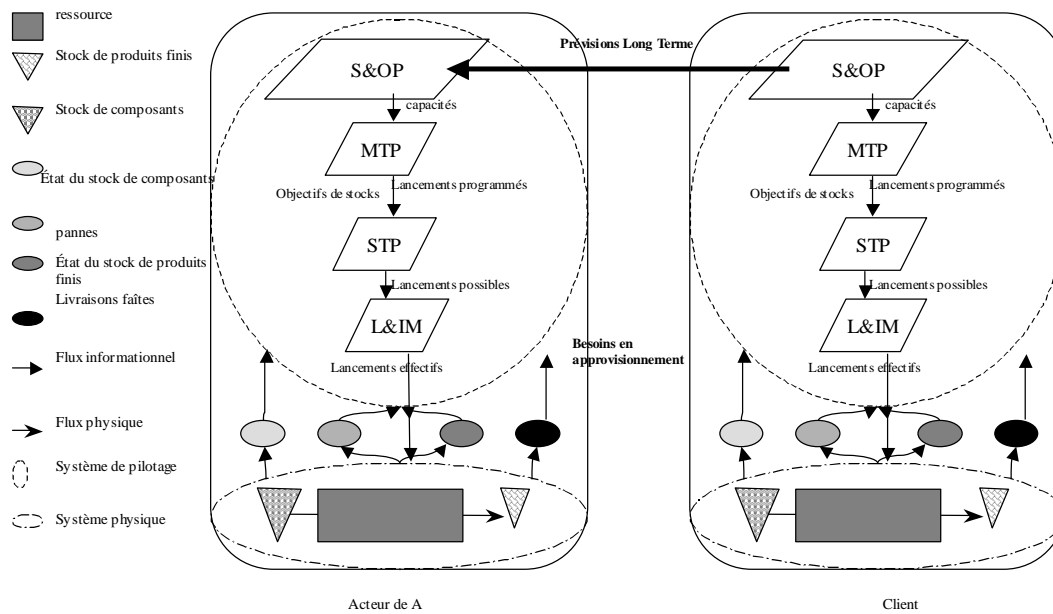 ressource
Stock de produits finis
Stock de composants
État du stock de composants
pannes
État du stock de produits
finis
Livraisons faîtes
Flux informationnel
Flux physique
Système de pilotage
Système physique
S&OP
capacités
MTP
Objectifs de stocks
Lancements programmés
STP
Lancements possibles
L&IM
Lancements effectifs
Acteur de A
Prévisions Long Terme
Besoins en
approvisionnement
S&OP
capacités
MTP
Objectifs de stocks
Lancements programmés
STP
Lancements possibles
L&IM
Lancements effectifs
Client